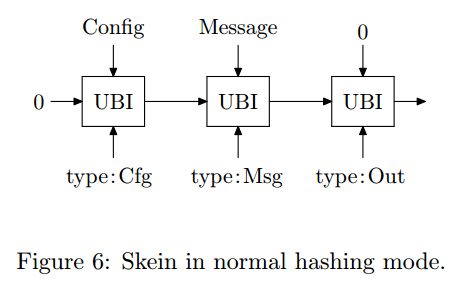 Config Message 0
0 UBI UBI UBI
type:Cfg type:Msg type:Out
Figure 6: Skein in normal hashing mode.